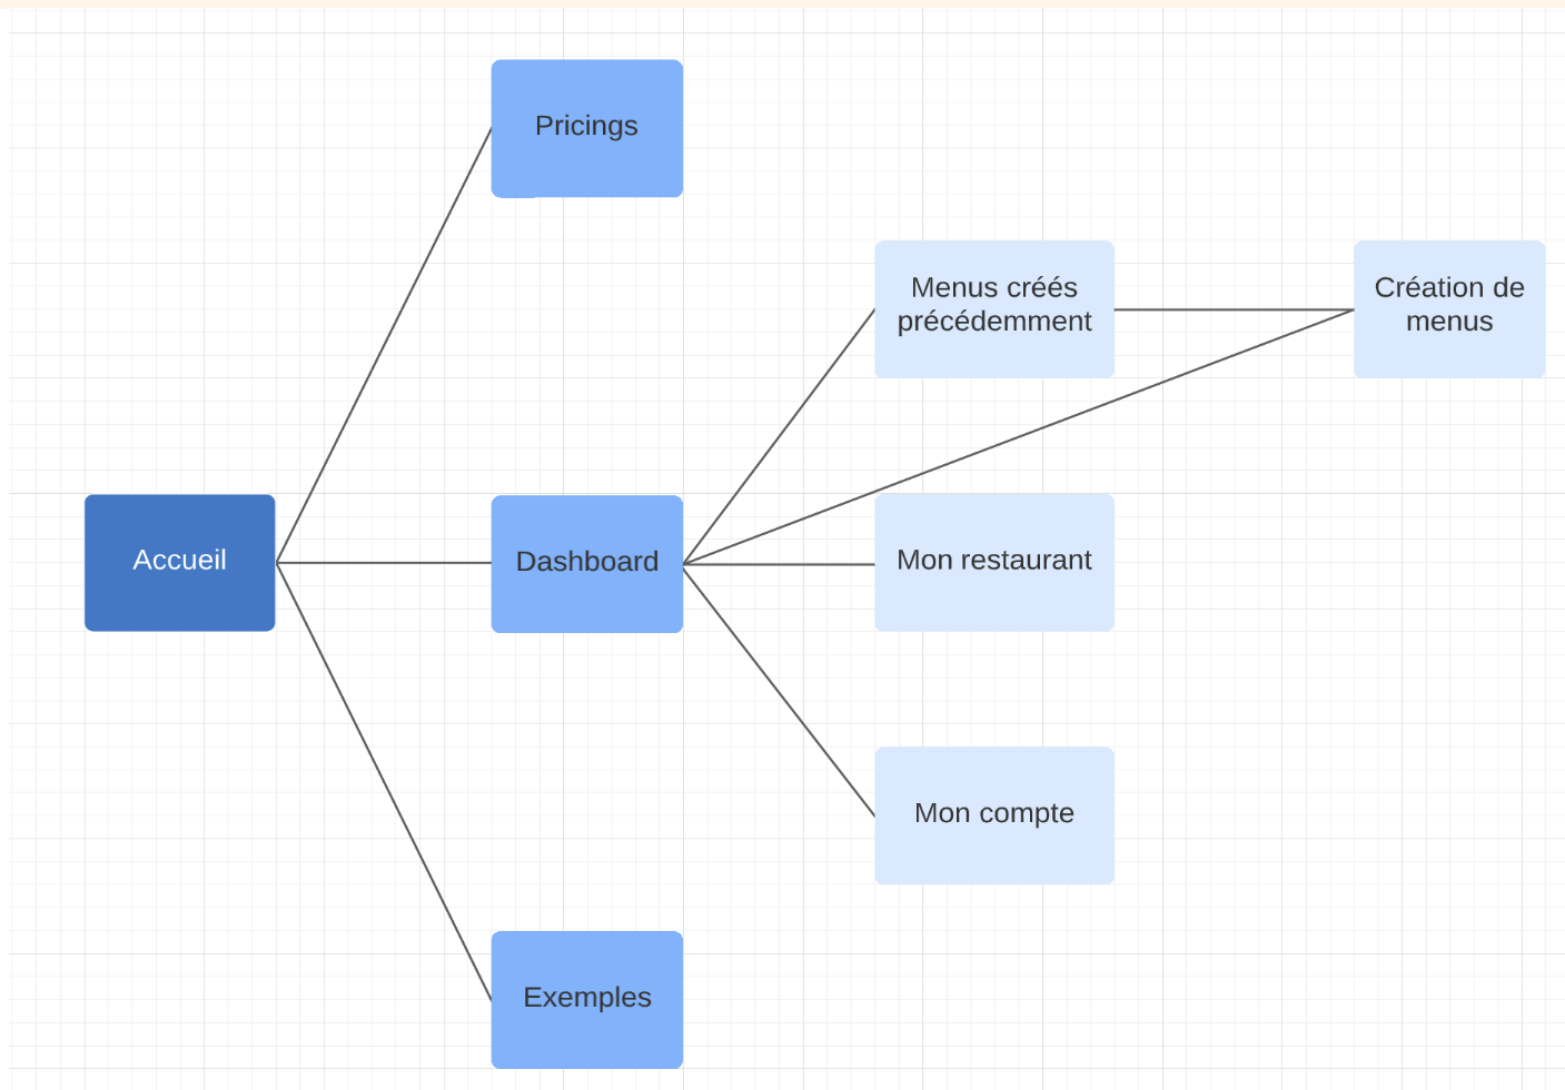 Pricings
Menus créés
précédemment
Création de
menus
Accueil
Dashboard
Mon restaurant
Mon compte
Exemples